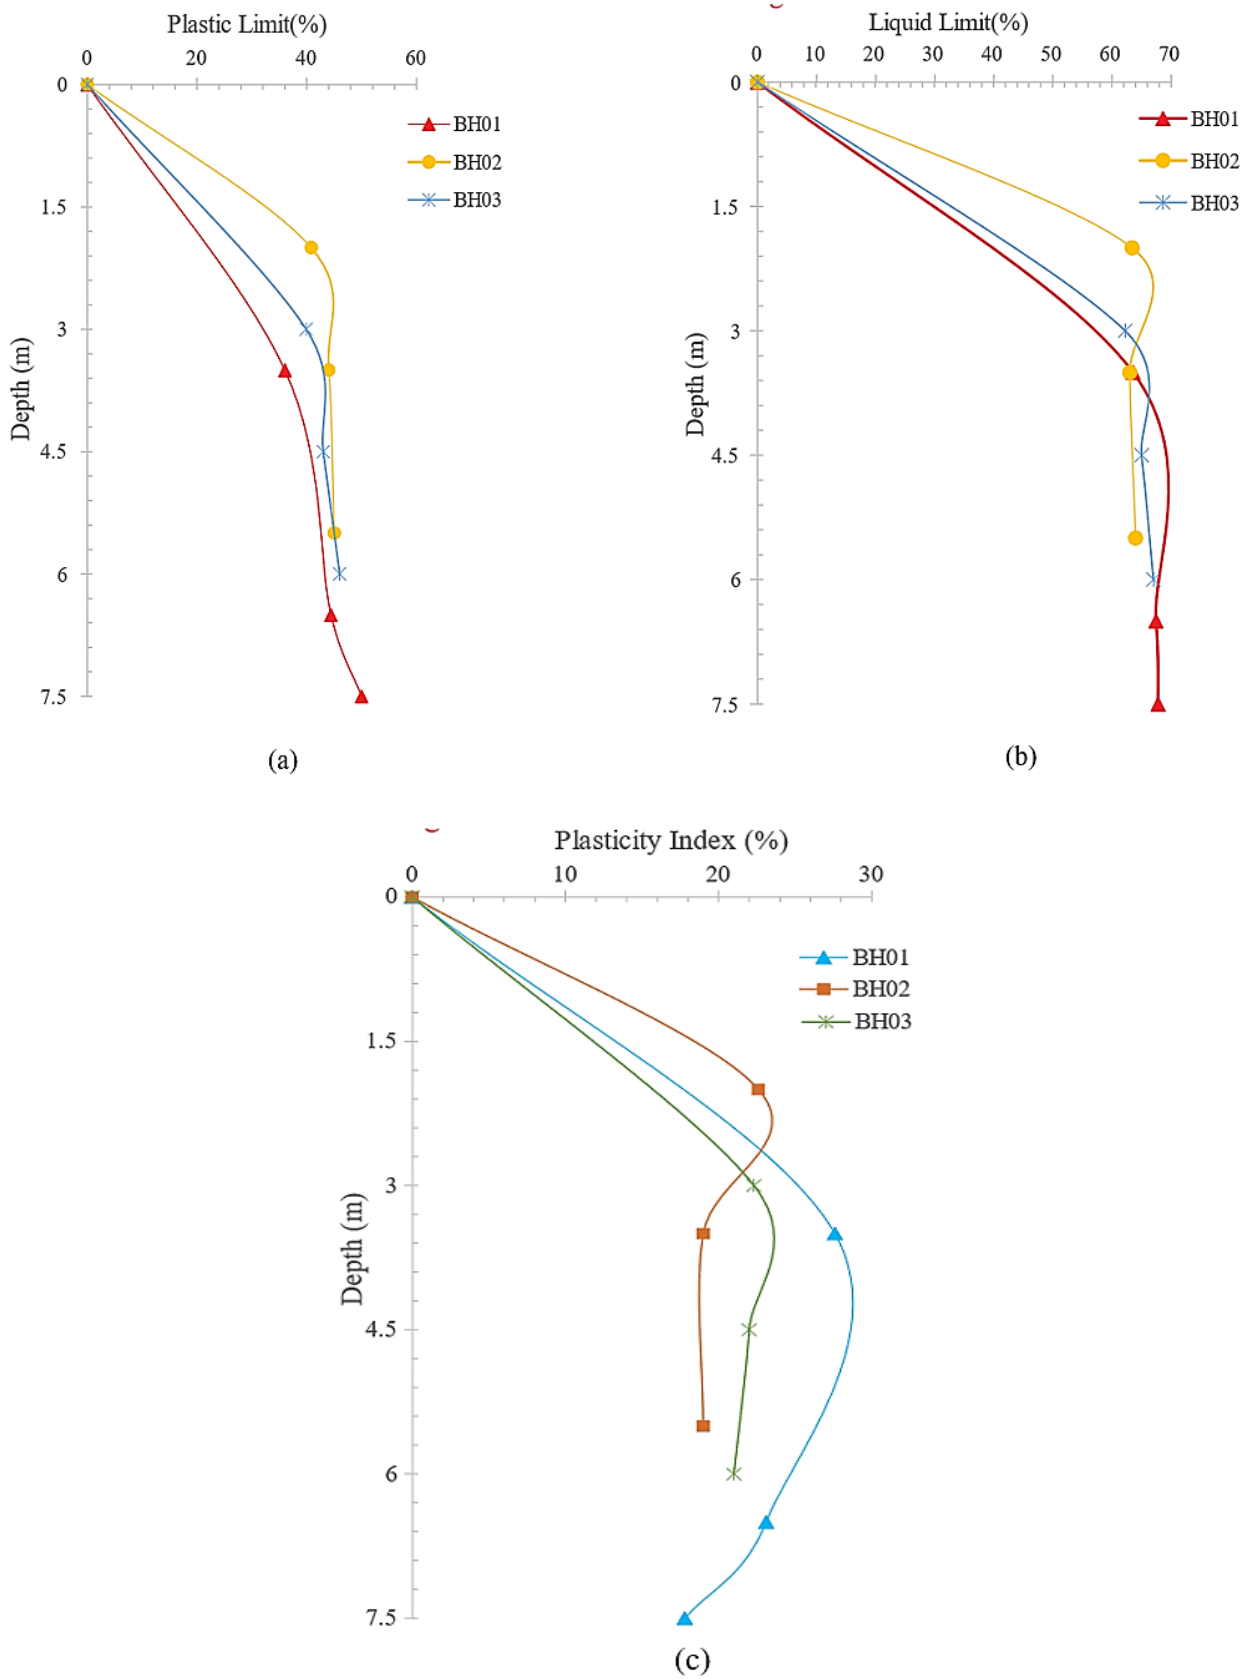 Plastic Limit(%)
0 20 40 60
0
1.5
3
4.5
6
7.5
Depth (m)
BH01
BH02
BH03
(a)
Liquid Limit(%)
0 10 20 30 40 50 60 70
0
1.5
3
4.5
6
7.5
Depth (m)
BH01
BH02
BH03
(b)
Plasticity Index (%)
0 10 20 30
0
1.5
3
4.5
6
7.5
Depth (m)
BH01
BH02
BH03
(c)